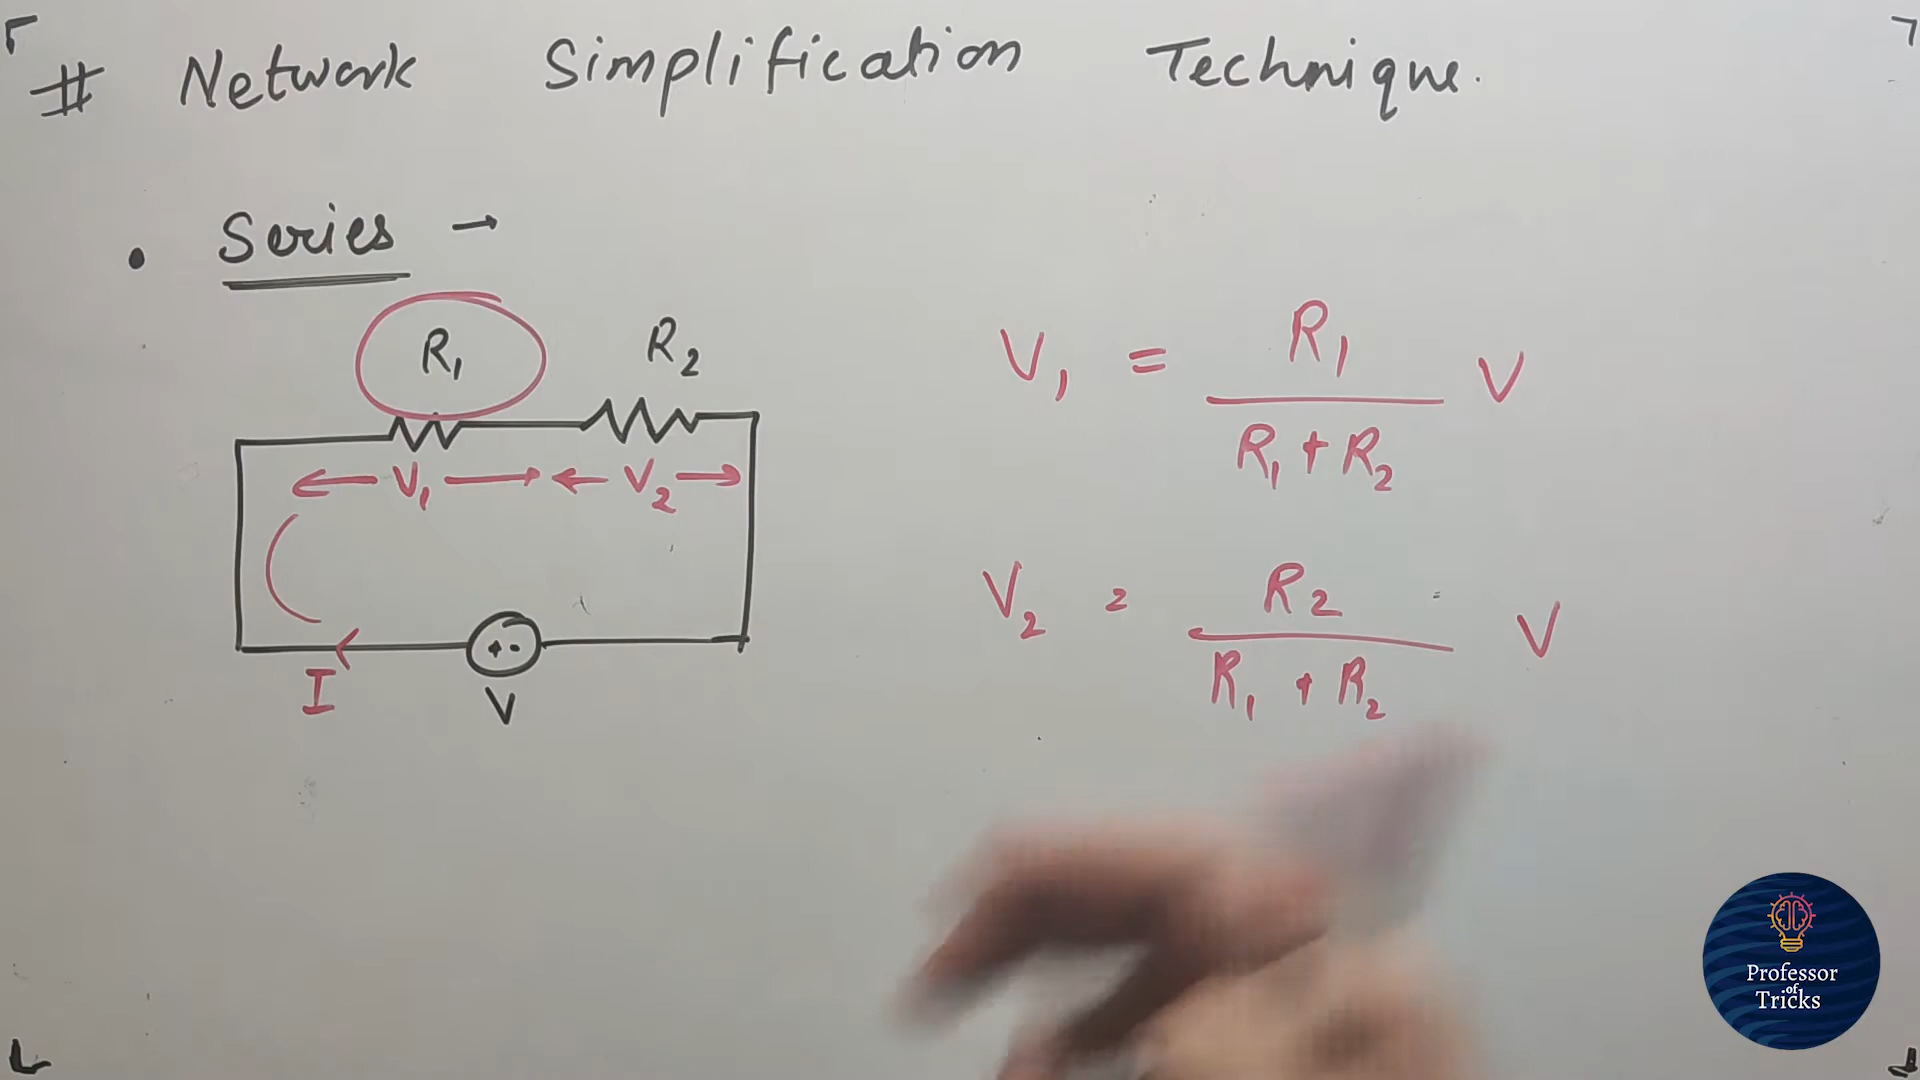 # Network Simplification Technique.
• Series →
R₁ R₂
V₁ V₂
I
+ -
V
V₁ = R₁ / R₁ + R₂ V
V₂ = R₂ / R₁ + R₂ V
Professor
of
Tricks